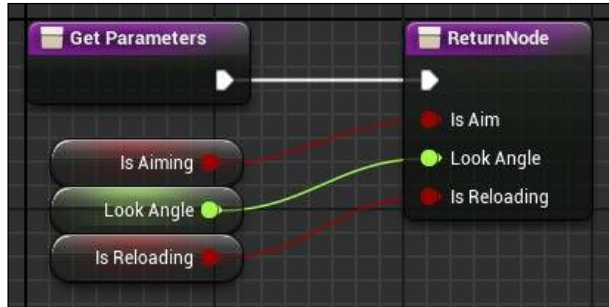 Get Parameters
ReturnNode
Is Aim
Is Aiming
Look Angle
Look Angle
Is Reloading
Is Reloading